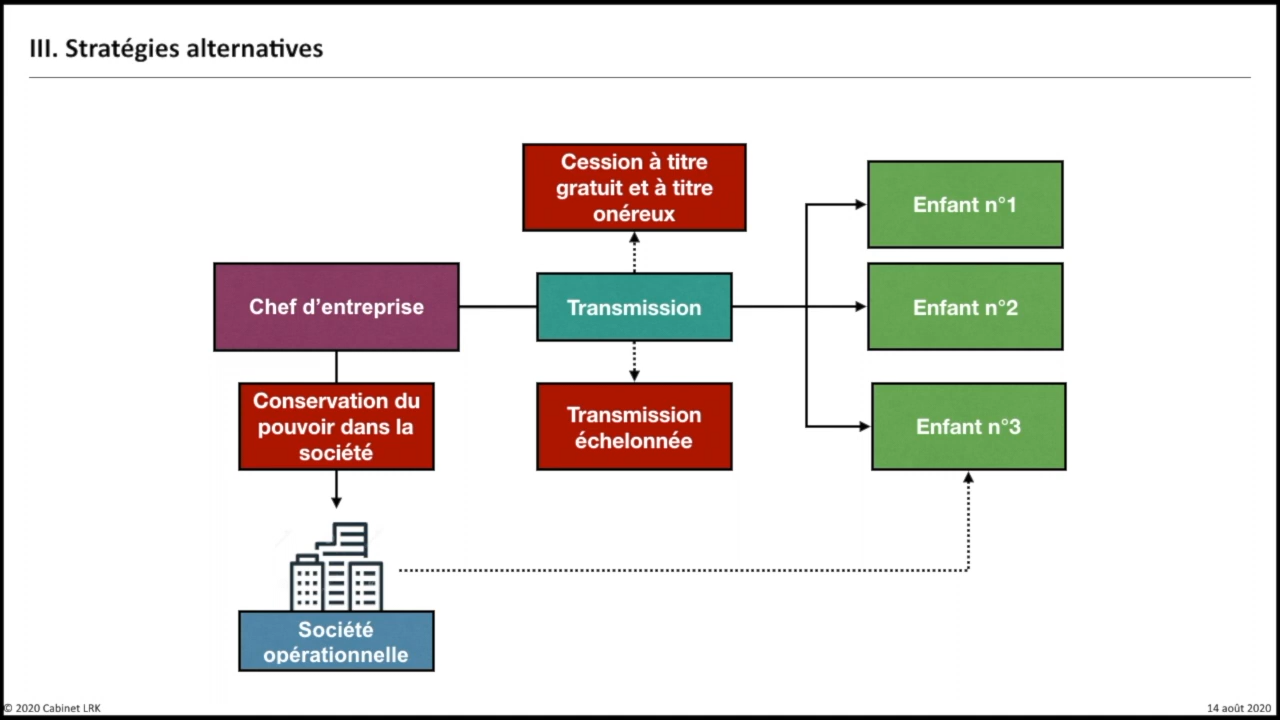 III. Stratégies alternatives
Cession à titre
gratuit et à titre
onéreux
Enfant n°1
Chef d’entreprise
Transmission
Enfant n°2
Conservation du
pouvoir dans la
société
Transmission
échelonnée
Enfant n°3
Société
opérationnelle
© 2020 Cabinet LRK
14 août 2020